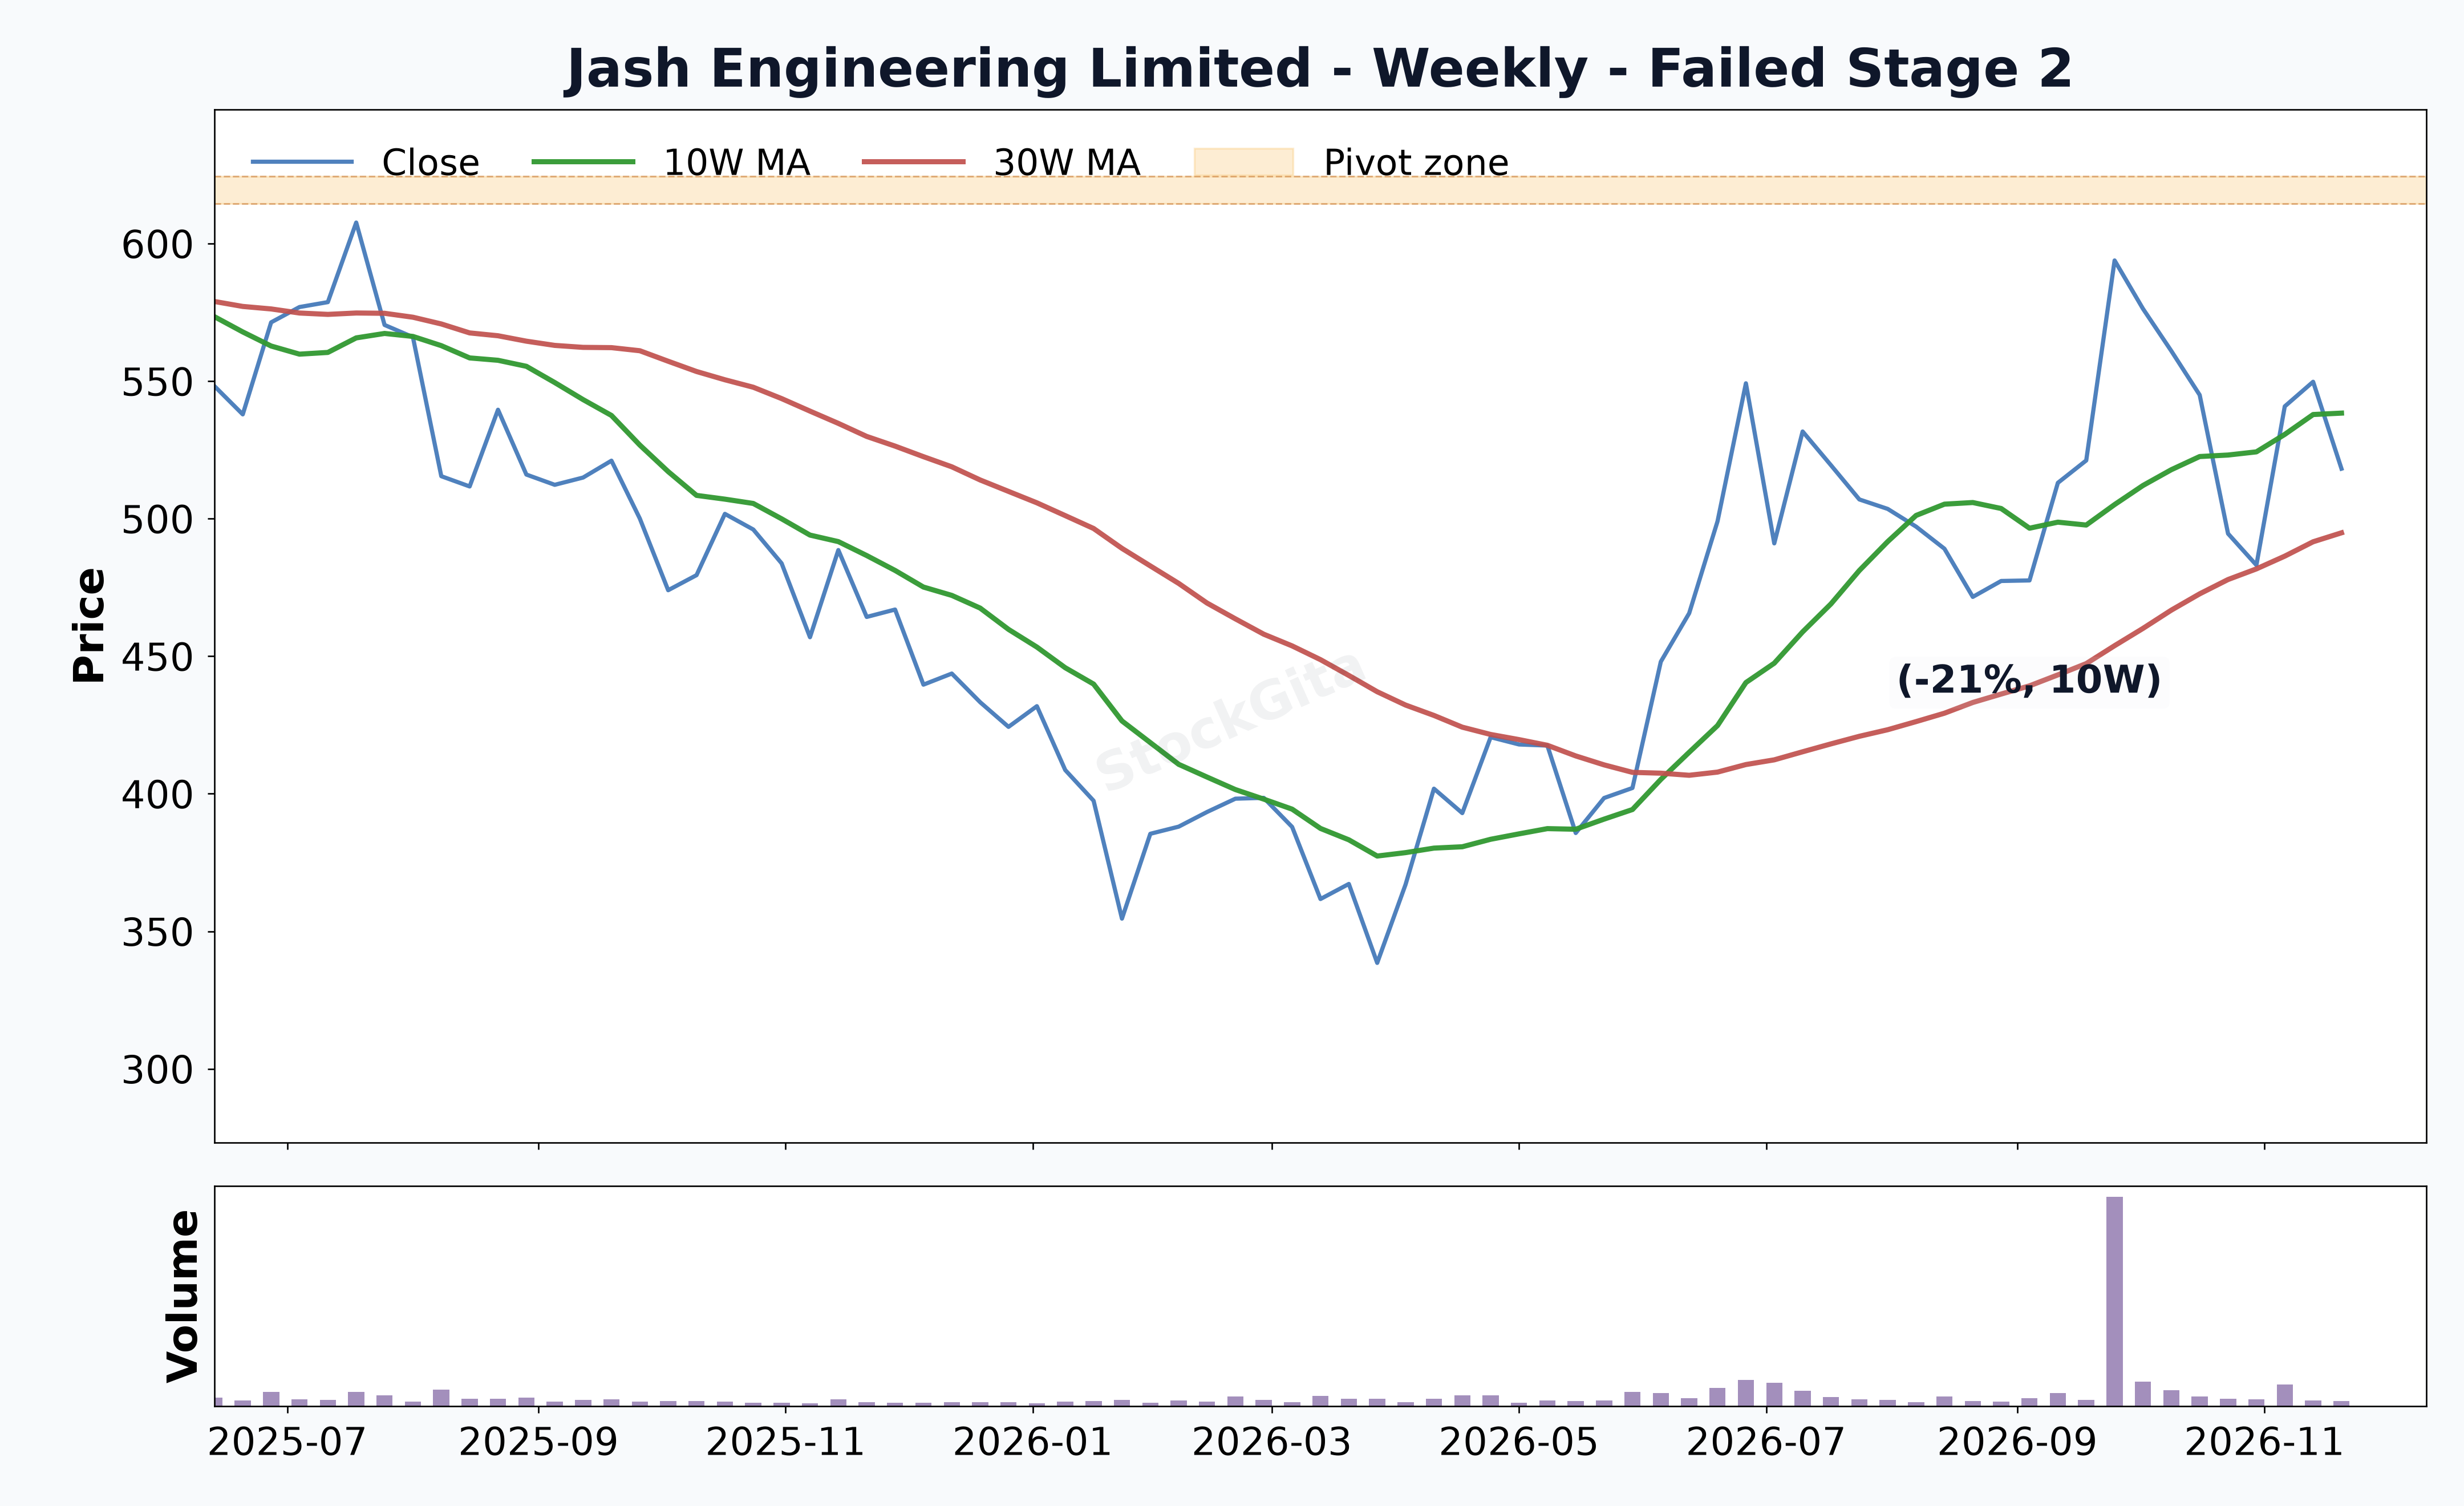 Jash Engineering Limited - Weekly - Failed Stage 2
Close 10W MA 30W MA Pivot zone
Price
600
550
500
450
400
350
300
(-21%, 10W)
StockGita
Volume
2025-07 2025-09 2025-11 2026-01 2026-03 2026-05 2026-07 2026-09 2026-11